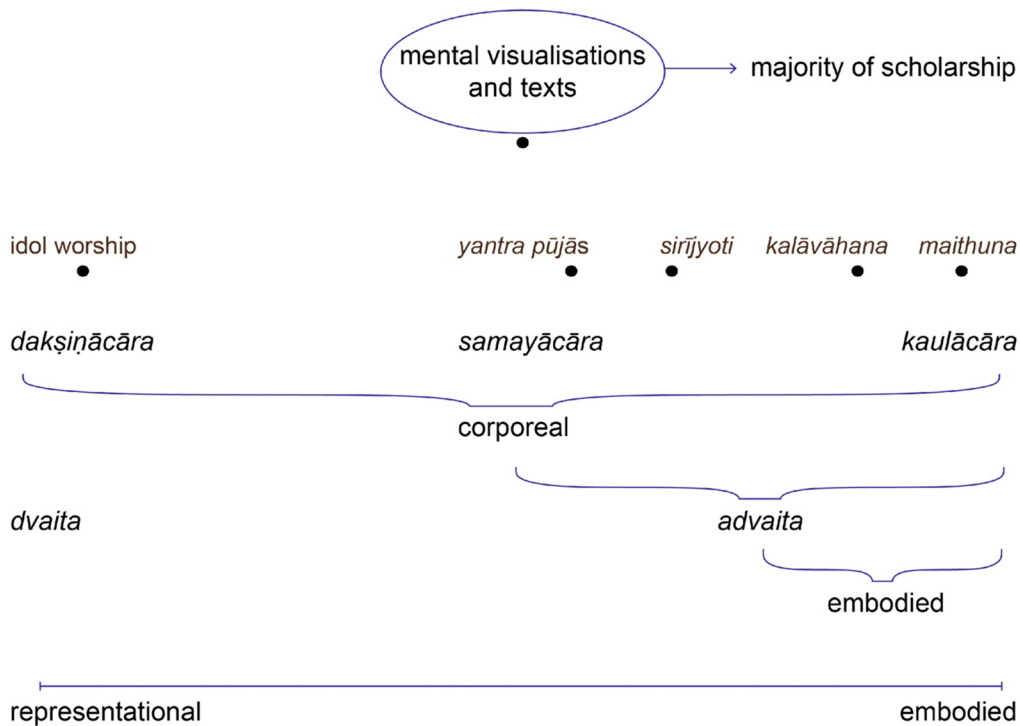 mental visualisations
and texts
majority of scholarship
idol worship
yantra pūjās
sirījyoti
kalāvāhana
maithuna
dakṣiṇācāra
samayācāra
kaulācāra
corporeal
dvaita
advaita
embodied
representational
embodied